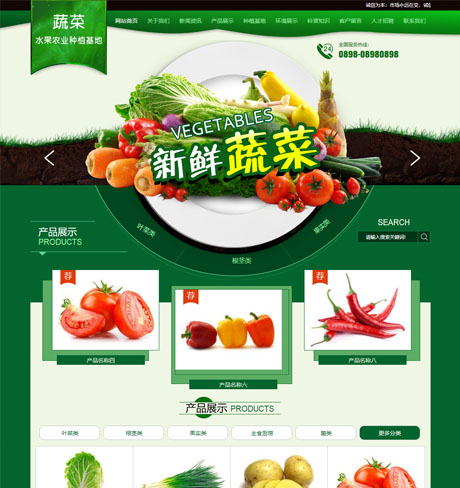 诚信为本：市场永远在变，诚信
蔬菜
水果农业种植基地
网站首页 关于我们 新闻资讯 产品展示 种植基地 环境展示 科普知识 客户留言 人才招聘 联系我们
24
全国服务热线：
0898-08980898
VEGETABLES
新鲜蔬菜
产品展示
PRODUCTS
叶菜类
根茎类
果实类
SEARCH
请输入搜索关键词!
荐
荐
荐
产品名称四
产品名称六
产品名称八
产品展示 PRODUCTS
叶菜类 根茎类 果实类 主食厨房 菌类 更多分类